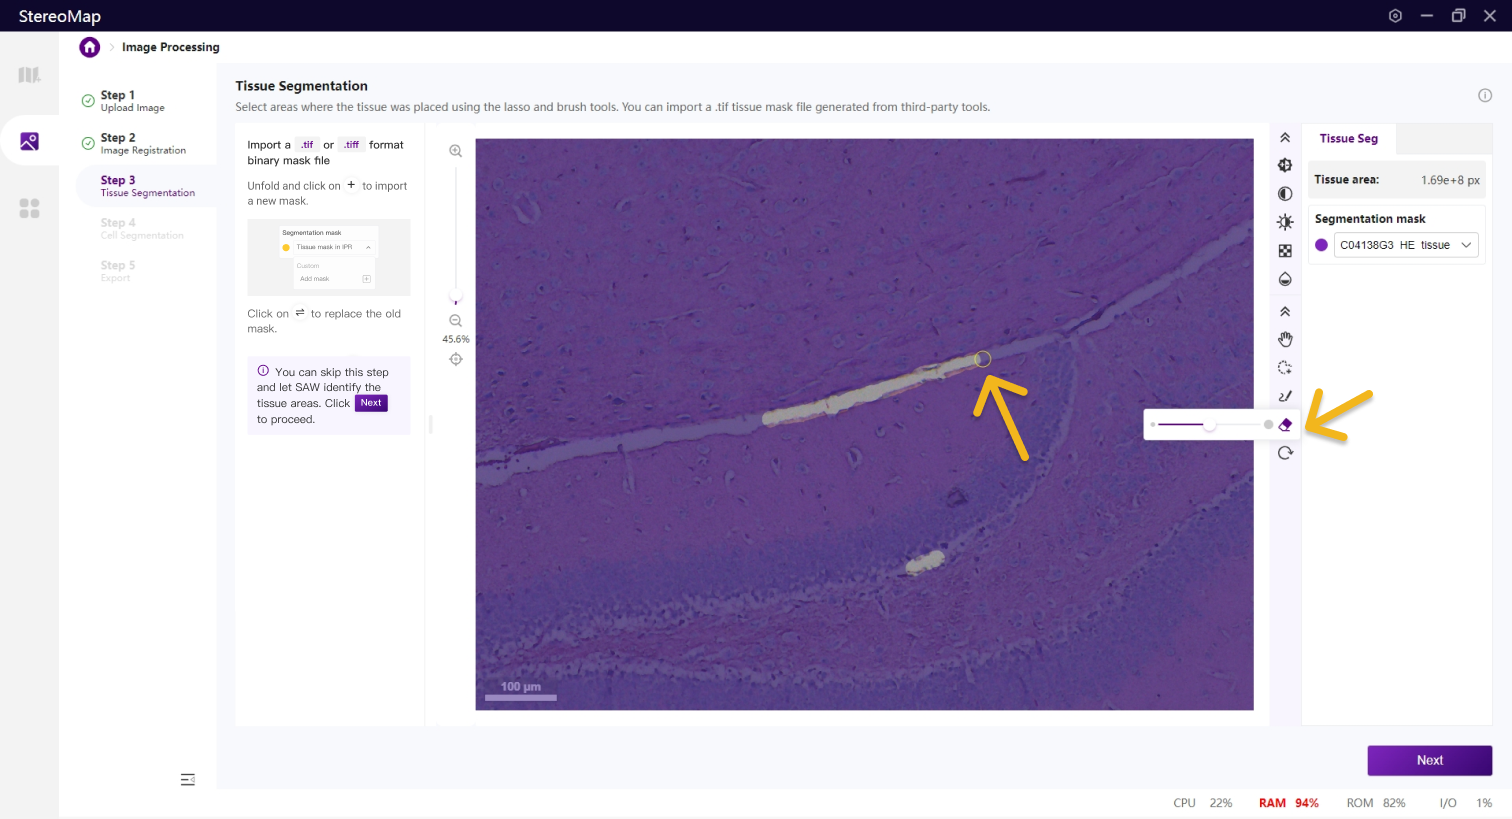 StereoMap
Image Processing
Step 1
Upload Image
Step 2
Image Registration
Step 3
Tissue Segmentation
Step 4
Cell Segmentation
Step 5
Export
Tissue Segmentation
Select areas where the tissue was placed using the lasso and brush tools. You can import a .tif tissue mask file generated from third-party tools.
Import a .tif or .tiff format
binary mask file
Unfold and click on + to import
a new mask.
Segmentation mask
Tissue mask in IPR
Custom
Add mask
Click on ⇌ to replace the old
mask.
You can skip this step
and let SAW identify the
tissue areas. Click Next
to proceed.
45.6%
100 μm
Tissue Seg
Tissue area: 1.69e+8 px
Segmentation mask
C04138G3 HE tissue
Next
CPU 22% RAM 94% ROM 82% I/O 1%